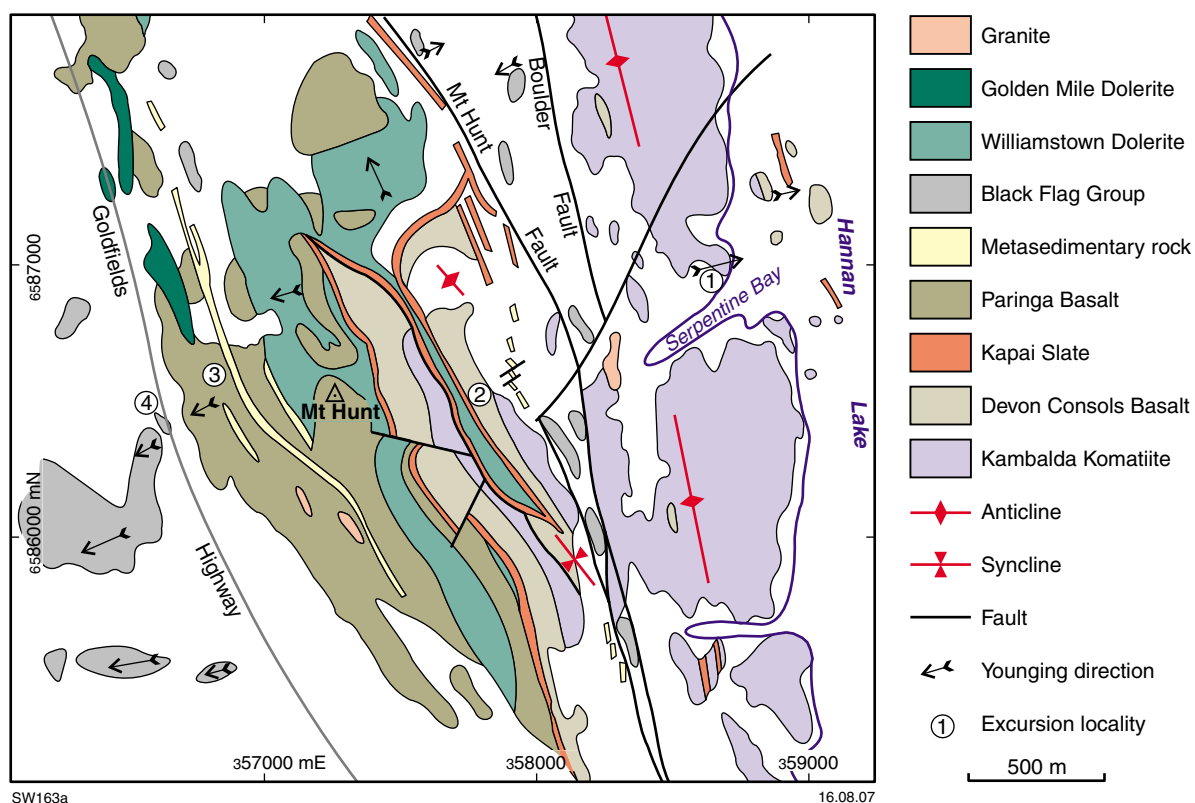 Mt Hunt
Fault
Boulder
Fault
Goldfields
Highway
6587000
6586000 mN
Hannan
Lake
Serpentine Bay
1
2
3
4
Mt Hunt
357000 mE
358000
359000
Granite
Golden Mile Dolerite
Williamstown Dolerite
Black Flag Group
Metasedimentary rock
Paringa Basalt
Kapai Slate
Devon Consols Basalt
Kambalda Komatiite
Anticline
Syncline
Fault
Younging direction
1 Excursion locality
500 m
SW163a
16.08.07